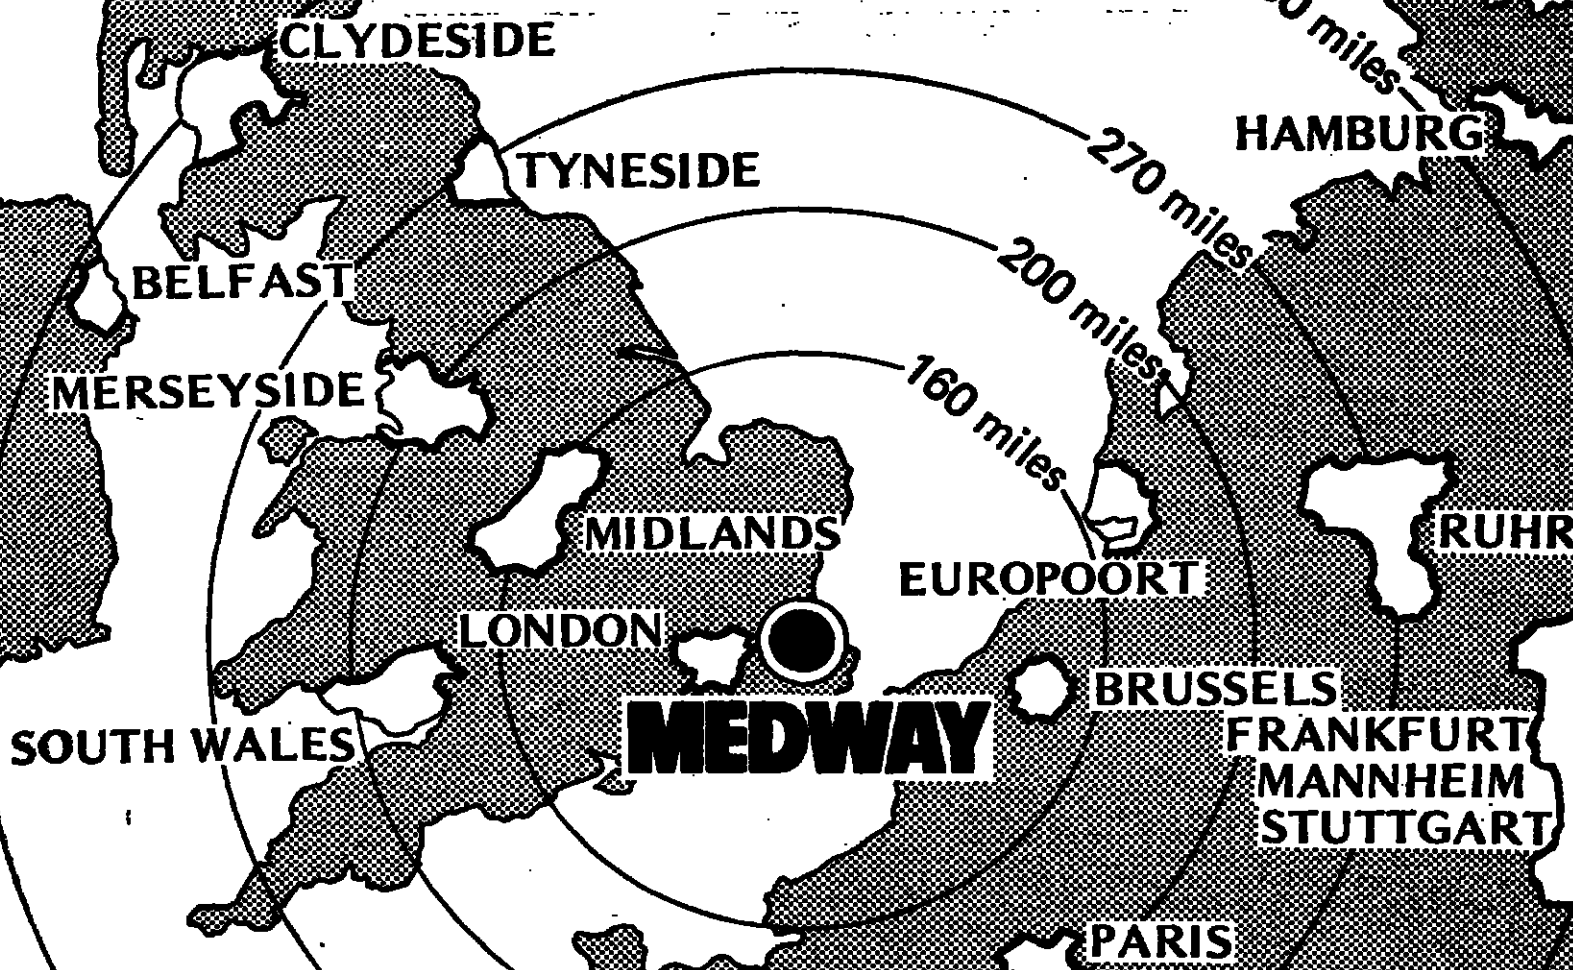 CLYDESIDE
miles
HAMBURG
TYNESIDE
270 miles
BELFAST
200 miles
MERSEYSIDE
160 miles
MIDLANDS
RUHR
EUROPOORT
LONDON
BRUSSELS
MEDWAY
SOUTH WALES
FRANKFURT
MANNHEIM
STUTTGART
PARIS